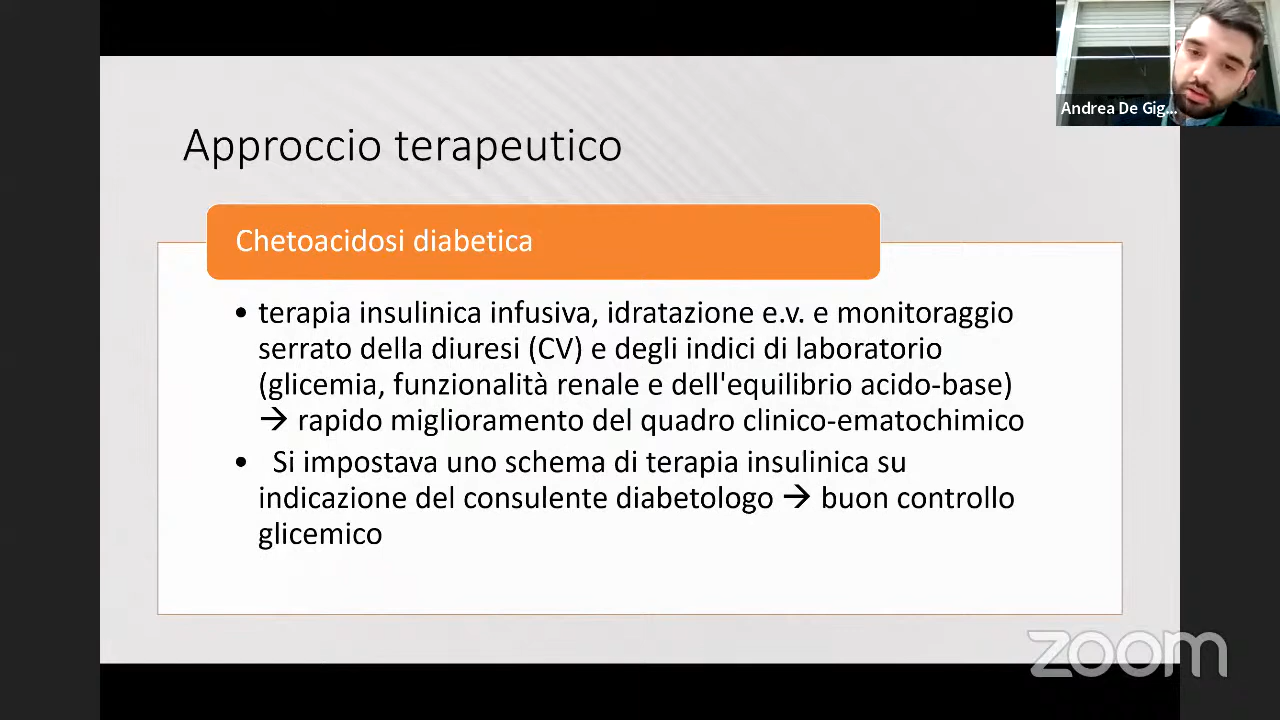 Andrea De Gig...
Approccio terapeutico
Chetoacidosi diabetica
• terapia insulinica infusiva, idratazione e.v. e monitoraggio
serrato della diuresi (CV) e degli indici di laboratorio
(glicemia, funzionalità renale e dell'equilibrio acido-base)
→ rapido miglioramento del quadro clinico-ematochimico
• Si impostava uno schema di terapia insulinica su
indicazione del consulente diabetologo → buon controllo
glicemico
zoom